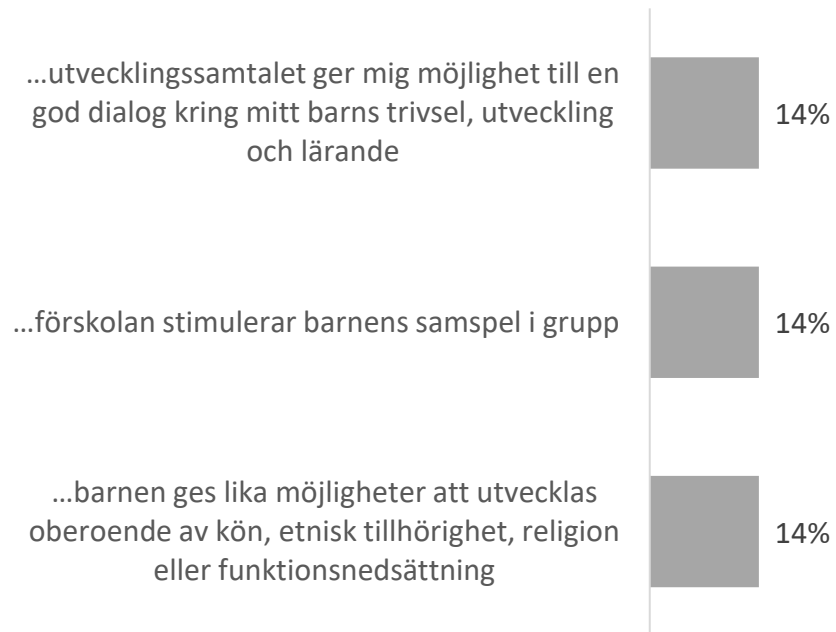 ...utvecklingssamtalet ger mig möjlighet till en
god dialog kring mitt barns trivsel, utveckling
och lärande
14%
...förskolan stimulerar barnens samspel i grupp
14%
...barnen ges lika möjligheter att utvecklas
oberoende av kön, etnisk tillhörighet, religion
eller funktionsnedsättning
14%